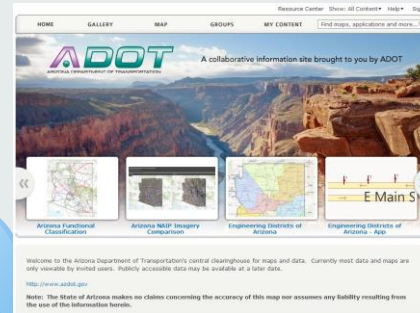 Resource Center Show: All Content▾ Help▾
HOME GALLERY MAP GROUPS MY CONTENT Find maps, applications and more...
ADOT
ARIZONA DEPARTMENT OF TRANSPORTATION
A collaborative information site brought to you by ADOT
E Main S
Arizona Functional
Classification
Arizona NAIP Imagery
Comparison
Engineering Districts of
Arizona
Engineering Districts of
Arizona - App
Welcome to the Arizona Department of Transportation's central clearinghouse for maps and data. Currently most data and maps are
only viewable by invited users. Publicly accessible data may be available at a later date.
http://www.azdot.gov
Note: The State of Arizona makes no claims concerning the accuracy of this map nor assumes any liability resulting from
the use of the information herein.